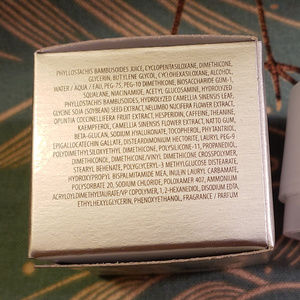 PHYLLOSTACHIS BAMBUSOIDES JUICE, CYCLOPENTASILOXANE, DIMETHICONE,
GLYCERIN, BUTYLENE GLYCOL, CYCLOHEXASILOXANE, ALCOHOL,
WATER / AQUA / EAU, PEG-75, PEG-10 DIMETHICONE, BIOSACCHARIDE GUM-1,
SQUALANE, NIACINAMIDE, ACETYL GLUCOSAMINE, HYDROLYZED
PHYLLOSTACHIS BAMBUSOIDES, HYDROLYZED CAMELLIA SINENSIS LEAF,
GLYCINE SOJA (SOYBEAN) SEED EXTRACT, NELUMBO NUCIFERA FLOWER EXTRACT,
OPUNTIA COCCINELLIFERA FRUIT EXTRACT, HESPERIDIN, CAFFEINE, THEANINE,
KAEMPFEROL, CAMELLIA SINENSIS FLOWER EXTRACT, NATTO GUM,
BETA-GLUCAN, SODIUM HYALURONATE, TOCOPHEROL, PHYTANTRIOL,
EPIGALLOCATECHIN GALLATE, DISTEARDIMONIUM HECTORITE, LAURYL PEG-9
POLYDIMETHYLSILOXYETHYL DIMETHICONE, POLYSILICONE-11, PROPANEDIOL,
DIMETHICONOL, DIMETHICONE/VINYL DIMETHICONE CROSSPOLYMER,
STEARYL BEHENATE, POLYGLYCERYL-3 METHYLGLUCOSE DISTEARATE,
HYDROXYPROPYL BISPALMITAMIDE MEA, INULIN LAURYL CARBAMATE,
POLYSORBATE 20, SODIUM CHLORIDE, POLOXAMER 407, AMMONIUM
ACRYLOYLDIMETHYLTAURATE/VP COPOLYMER, 1,2-HEXANEDIOL, DISODIUM EDTA,
ETHYLHEXYLGLYCERIN, PHENOXYETHANOL, FRAGRANCE / PARFUM